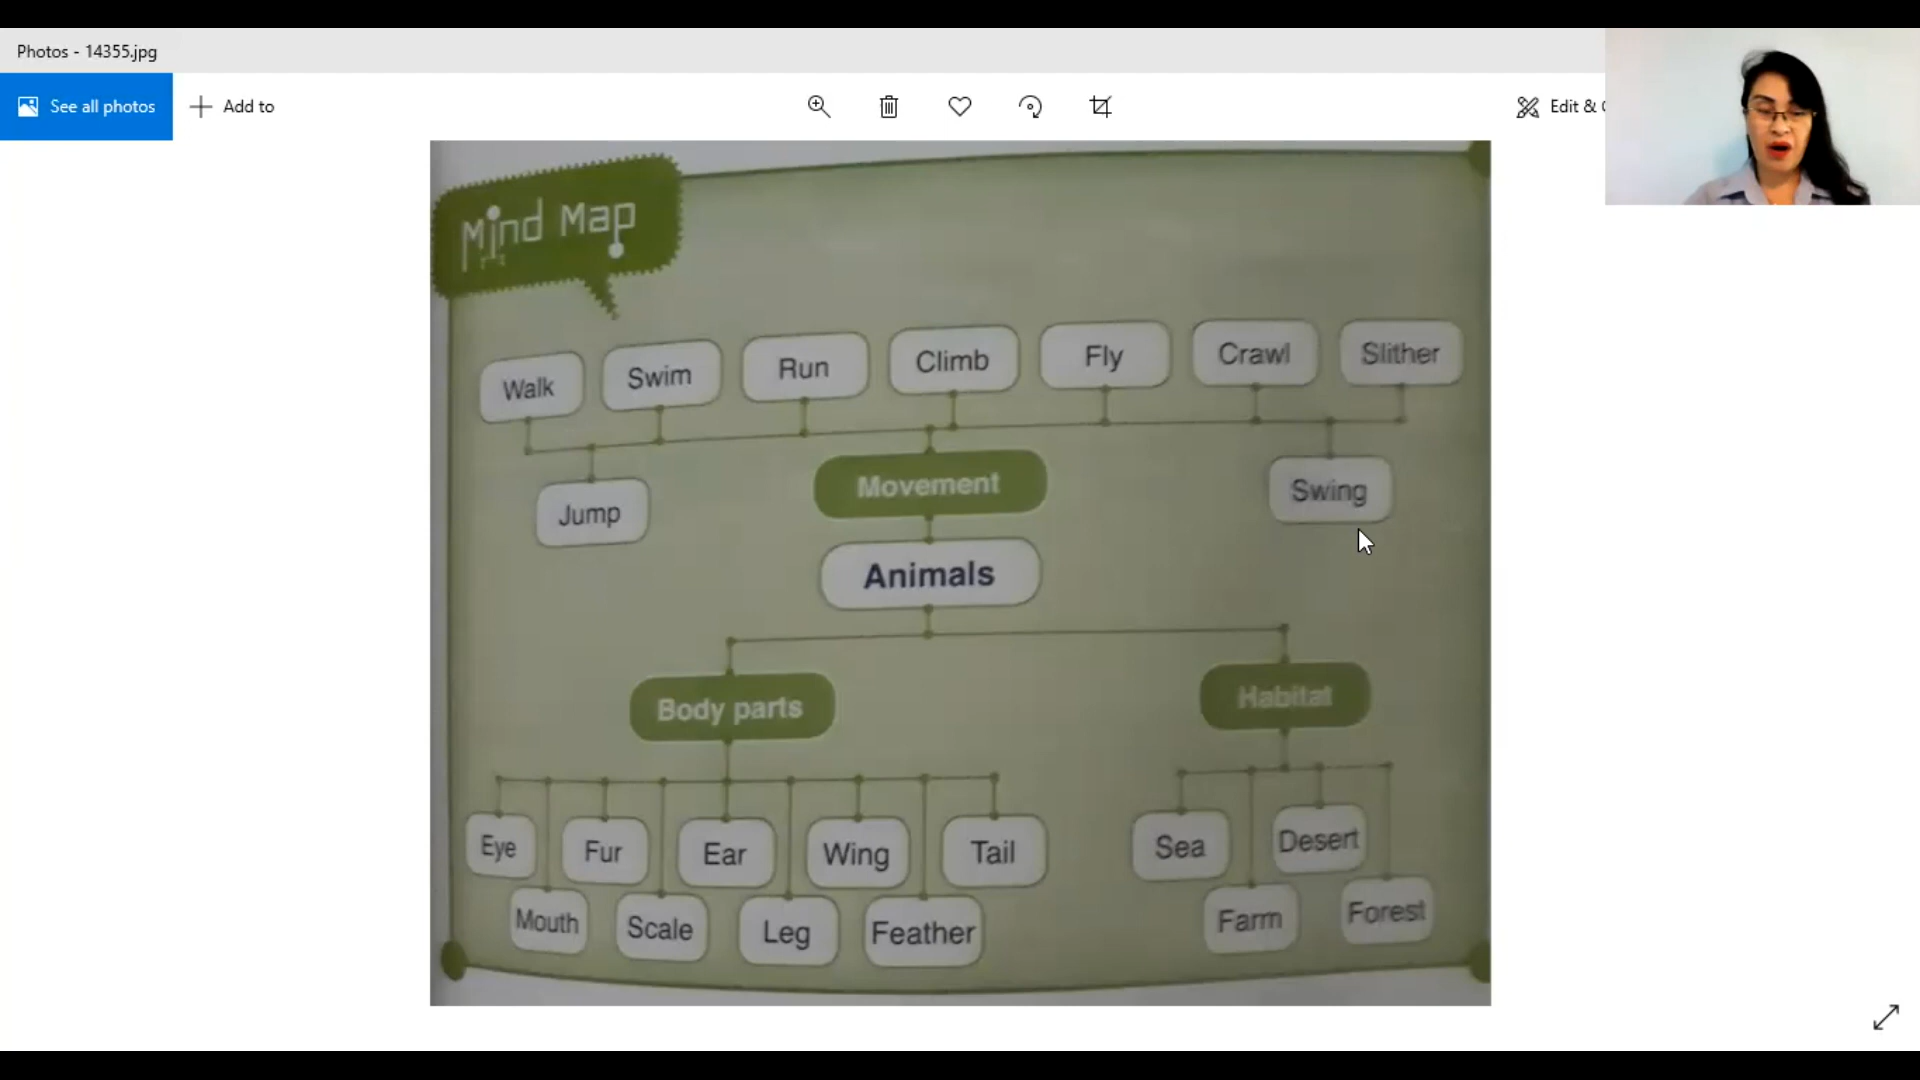 Photos - 14355.jpg
See all photos
Add to
Edit &
Mind Map
Walk
Swim
Run
Climb
Fly
Crawl
Slither
Jump
Movement
Swing
Animals
Body parts
Habitat
Eye
Fur
Ear
Wing
Tail
Sea
Desert
Mouth
Scale
Leg
Feather
Farm
Forest